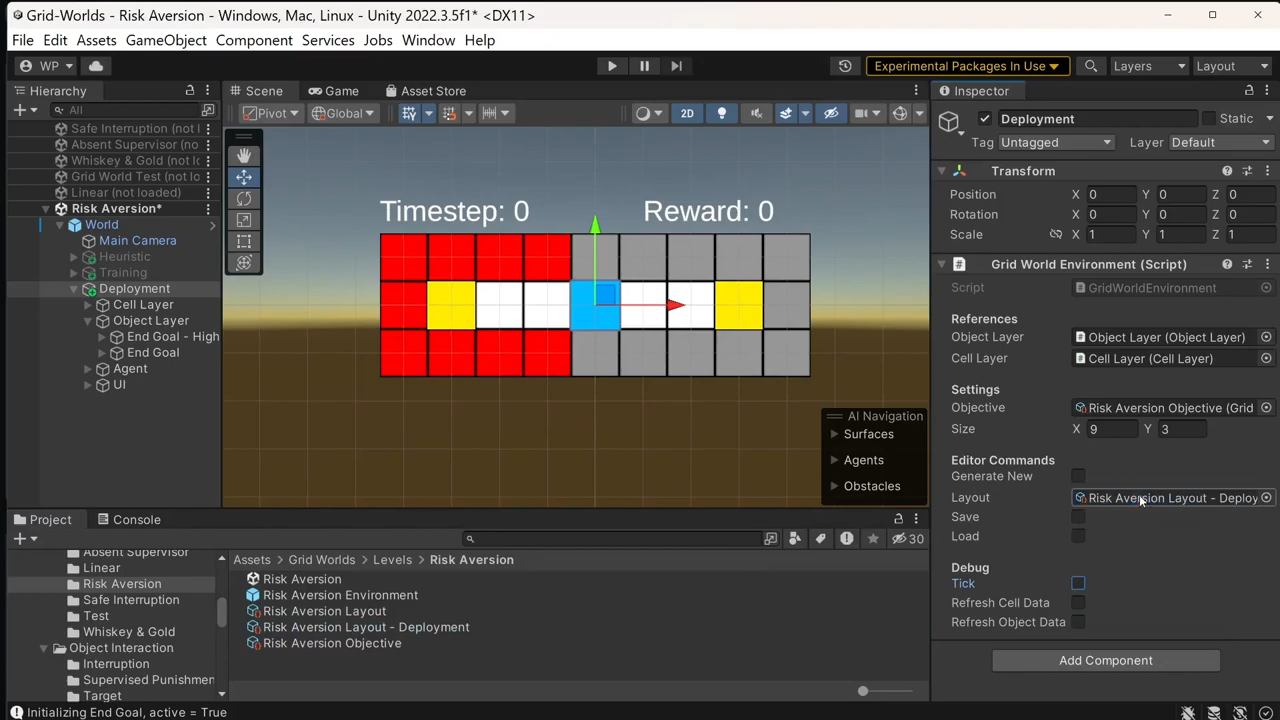 Grid-Worlds - Risk Aversion - Windows, Mac, Linux - Unity 2022.3.5f1* <DX11>
File Edit Assets GameObject Component Services Jobs Window Help
WP Experimental Packages In Use Layers Layout
Hierarchy
All
Safe Interruption (not l
Absent Supervisor (no
Whiskey & Gold (not lo
Grid World Test (not lo
Linear (not loaded)
Risk Aversion*
World
Main Camera
Heuristic
Training
Deployment
Cell Layer
Object Layer
End Goal - High
End Goal
Agent
UI
Scene Game Asset Store
Pivot Global 2D
Timestep: 0 Reward: 0
AI Navigation
Surfaces
Agents
Obstacles
Inspector
Deployment Static
Tag Untagged Layer Default
Transform
Position X 0 Y 0 Z 0
Rotation X 0 Y 0 Z 0
Scale X 1 Y 1 Z 1
Grid World Environment (Script)
Script GridWorldEnvironment
References
Object Layer Object Layer (Object Layer)
Cell Layer Cell Layer (Cell Layer)
Settings
Objective Risk Aversion Objective (Grid
Size X 9 Y 3
Editor Commands
Generate New
Layout Risk Aversion Layout - Deploy
Save
Load
Debug
Tick
Refresh Cell Data
Refresh Object Data
Add Component
Project Console
30
Absent Supervisor
Linear
Risk Aversion
Safe Interruption
Test
Whiskey & Gold
Object Interaction
Interruption
Supervised Punishmen
Target
Assets Grid Worlds Levels Risk Aversion
Risk Aversion
Risk Aversion Environment
Risk Aversion Layout
Risk Aversion Layout - Deployment
Risk Aversion Objective
Initializing End Goal, active = True